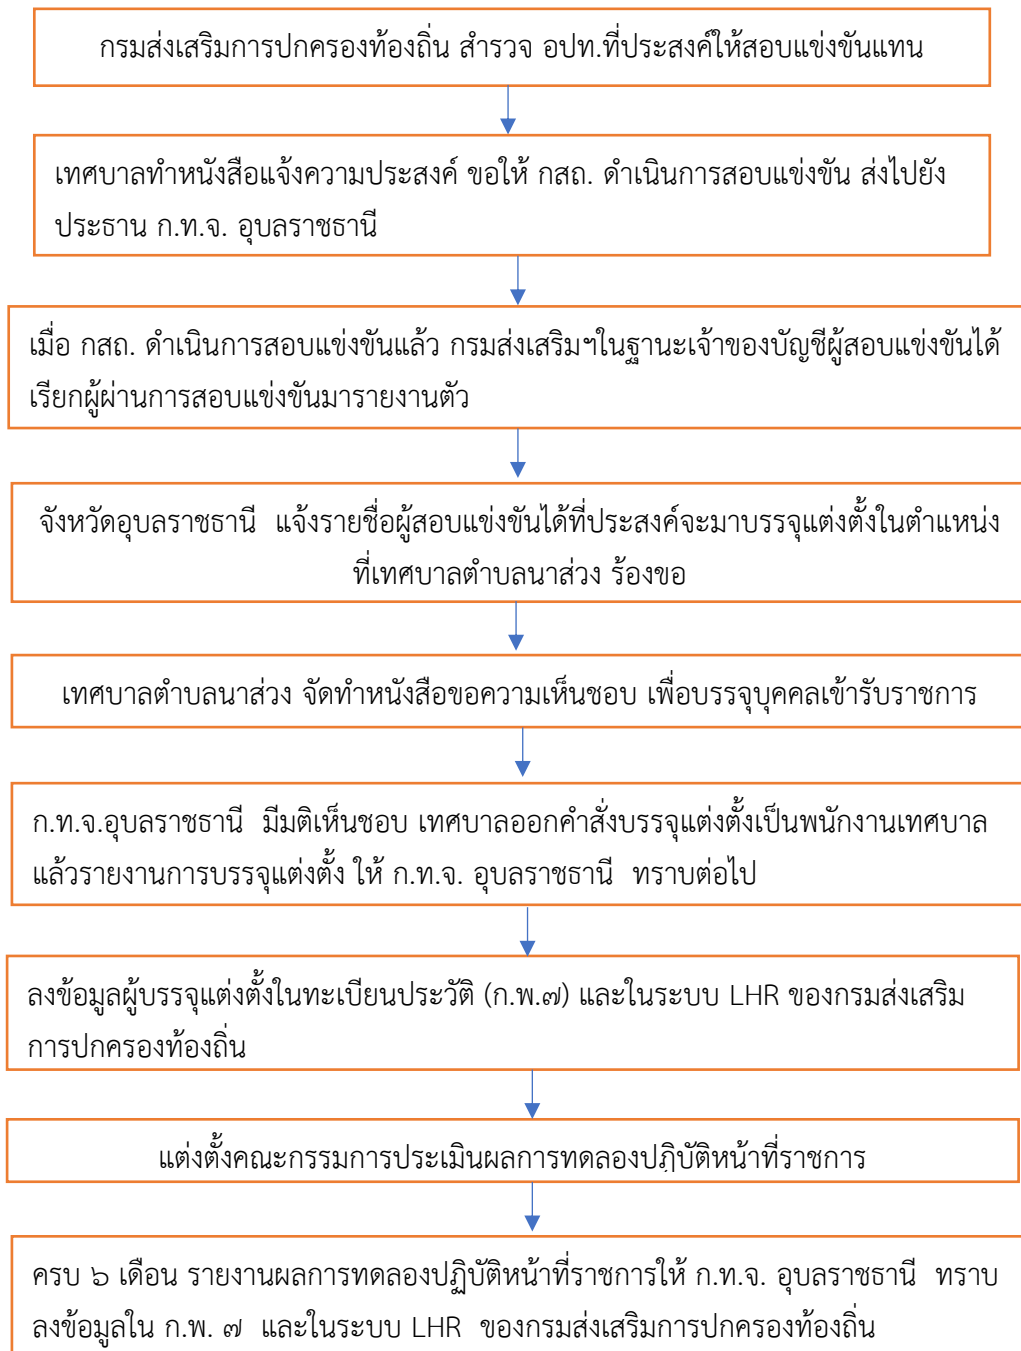 กรมส่งเสริมการปกครองท้องถิ่น สำรวจ อปท.ที่ประสงค์ให้สอบแข่งขันแทน
เทศบาลทำหนังสือแจ้งความประสงค์ ขอให้ กสถ. ดำเนินการสอบแข่งขัน ส่งไปยัง
ประธาน ก.ท.จ. อุบลราชธานี
เมื่อ กสถ. ดำเนินการสอบแข่งขันแล้ว กรมส่งเสริมฯในฐานะเจ้าของบัญชีผู้สอบแข่งขันได้
เรียกผู้ผ่านการสอบแข่งขันมารายงานตัว
จังหวัดอุบลราชธานี แจ้งรายชื่อผู้สอบแข่งขันได้ที่ประสงค์จะมาบรรจุแต่งตั้งในตำแหน่ง
ที่เทศบาลตำบลนาส่วง ร้องขอ
เทศบาลตำบลนาส่วง จัดทำหนังสือขอความเห็นชอบ เพื่อบรรจุบุคคลเข้ารับราชการ
ก.ท.จ.อุบลราชธานี มีมติเห็นชอบ เทศบาลออกคำสั่งบรรจุแต่งตั้งเป็นพนักงานเทศบาล
แล้วรายงานการบรรจุแต่งตั้ง ให้ ก.ท.จ. อุบลราชธานี ทราบต่อไป
ลงข้อมูลผู้บรรจุแต่งตั้งในทะเบียนประวัติ (ก.พ.๗) และในระบบ LHR ของกรมส่งเสริม
การปกครองท้องถิ่น
แต่งตั้งคณะกรรมการประเมินผลการทดลองปฏิบัติหน้าที่ราชการ
ครบ ๖ เดือน รายงานผลการทดลองปฏิบัติหน้าที่ราชการให้ ก.ท.จ. อุบลราชธานี ทราบ
ลงข้อมูลใน ก.พ. ๗ และในระบบ LHR ของกรมส่งเสริมการปกครองท้องถิ่น